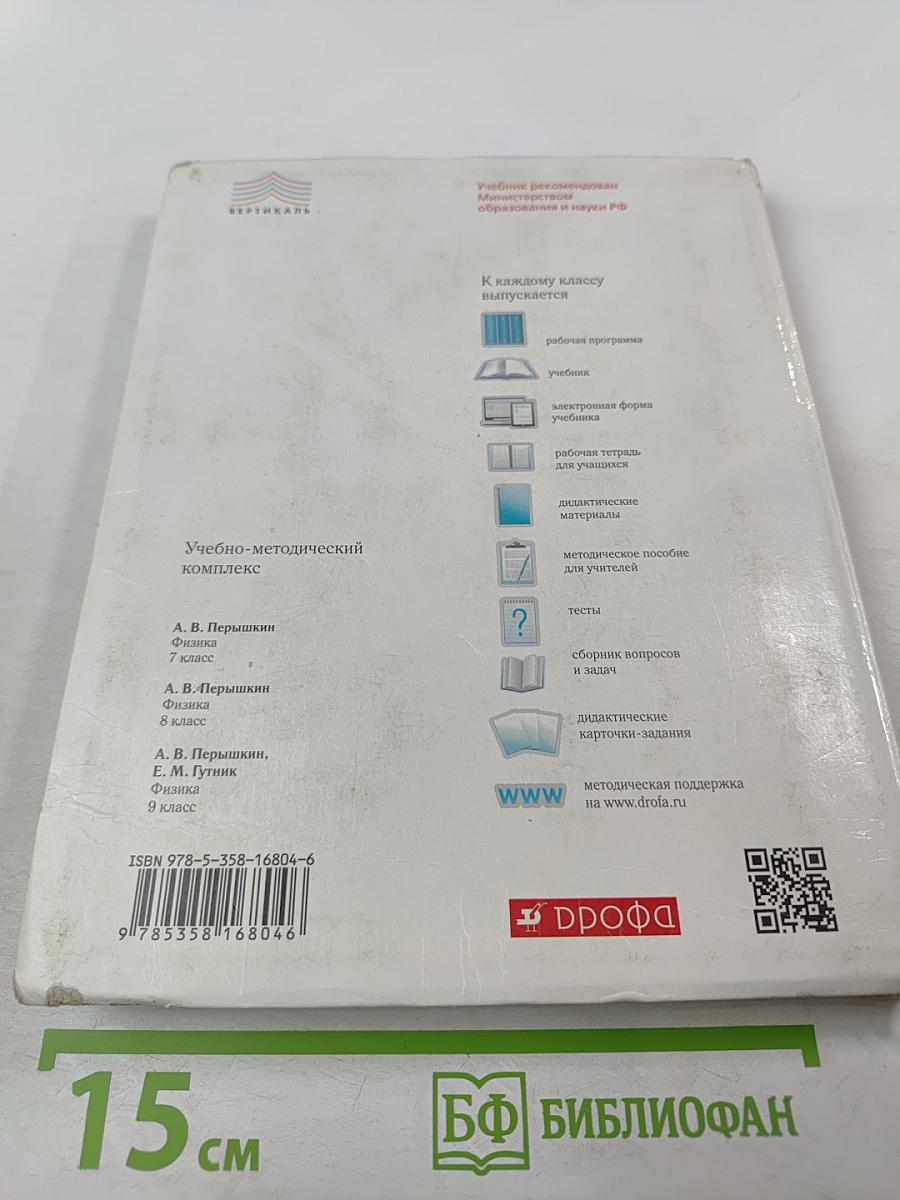 ВЕРТИКАЛЬ
Учебник рекомендован
Министерством
образования и науки РФ
К каждому классу
выпускается
рабочая программа
учебник
электронная форма
учебника
рабочая тетрадь
для учащихся
дидактические
материалы
методическое пособие
для учителей
?
тесты
сборник вопросов
и задач
дидактические
карточки-задания
www
методическая поддержка
на www.drofa.ru
Учебно-методический
комплекс
А. В. Перышкин
Физика
7 класс
А. В. Перышкин
Физика
8 класс
А. В. Перышкин,
Е. М. Гутник
Физика
9 класс
ISBN 978-5-358-16804-6
9 785358 168046
дрофа
15 см
БФ БИБЛИОФАН